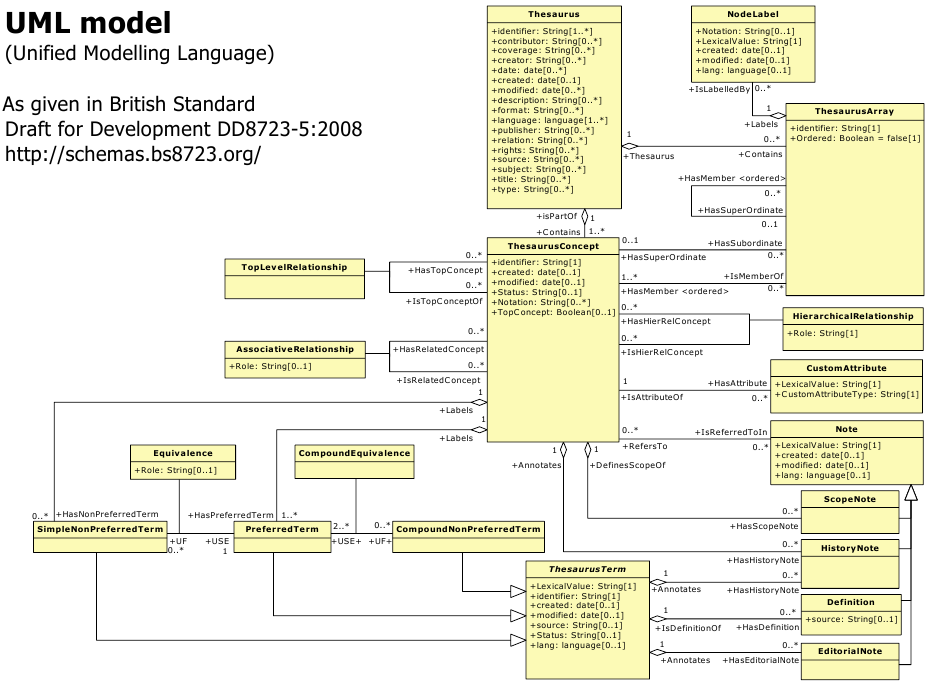 UML model
(Unified Modelling Language)
As given in British Standard
Draft for Development DD8723-5:2008
http://schemas.bs8723.org/
Thesaurus
+identifier: String[1..*]
+contributor: String[0..*]
+coverage: String[0..*]
+creator: String[0..*]
+date: date[0..*]
+created: date[0..1]
+modified: date[0..*]
+description: String[0..*]
+format: String[0..*]
+language: language[1..*]
+publisher: String[0..*]
+relation: String[0..*]
+rights: String[0..*]
+source: String[0..*]
+subject: String[0..*]
+title: String[0..*]
+type: String[0..*]
NodeLabel
+Notation: String[0..1]
+LexicalValue: String[1]
+created: date[0..1]
+modified: date[0..1]
+lang: language[0..1]
+IsLabelledBy
0..*
1
+Labels
ThesaurusArray
+identifier: String[1]
+Ordered: Boolean = false[1]
1
+Thesaurus
0..*
+Contains
+HasMember <ordered>
0..*
+HasSuperOrdinate
0..1
+isPartOf
1
+Contains
1..*
ThesaurusConcept
+identifier: String[1]
+created: date[0..1]
+modified: date[0..1]
+Status: String[0..1]
+Notation: String[0..*]
+TopConcept: Boolean[0..1]
0..1
+HasSuperOrdinate
+HasSubordinate
0..*
1..*
+HasMember <ordered>
+IsMemberOf
0..*
TopLevelRelationship
0..*
+HasTopConcept
0..*
+IsTopConceptOf
0..*
+HasHierRelConcept
0..*
+IsHierRelConcept
HierarchicalRelationship
+Role: String[1]
AssociativeRelationship
+Role: String[0..1]
0..*
+HasRelatedConcept
0..*
+IsRelatedConcept
1
+IsAttributeOf
+HasAttribute
0..*
CustomAttribute
+LexicalValue: String[1]
+CustomAttributeType: String[1]
1
+Labels
1
+Labels
0..*
+RefersTo
+IsReferredToIn
0..*
Note
+LexicalValue: String[1]
+created: date[0..1]
+modified: date[0..1]
+lang: language[0..1]
Equivalence
+Role: String[0..1]
CompoundEquivalence
1
+Annotates
1
+DefinesScopeOf
ScopeNote
0..*
+HasScopeNote
0..*
+HasNonPreferredTerm
+HasPreferredTerm
1..*
SimpleNonPreferredTerm
+UF
0..*
+USE
1
PreferredTerm
2..*
+USE+
0..*
+UF+
CompoundNonPreferredTerm
HistoryNote
0..*
+HasHistoryNote
ThesaurusTerm
+LexicalValue: String[1]
+identifier: String[1]
+created: date[0..1]
+modified: date[0..1]
+source: String[0..1]
+Status: String[0..1]
+lang: language[0..1]
1
+Annotates
0..*
+HasHistoryNote
1
+IsDefinitionOf
0..*
+HasDefinition
Definition
+source: String[0..1]
1
+Annotates
0..*
+HasEditorialNote
EditorialNote